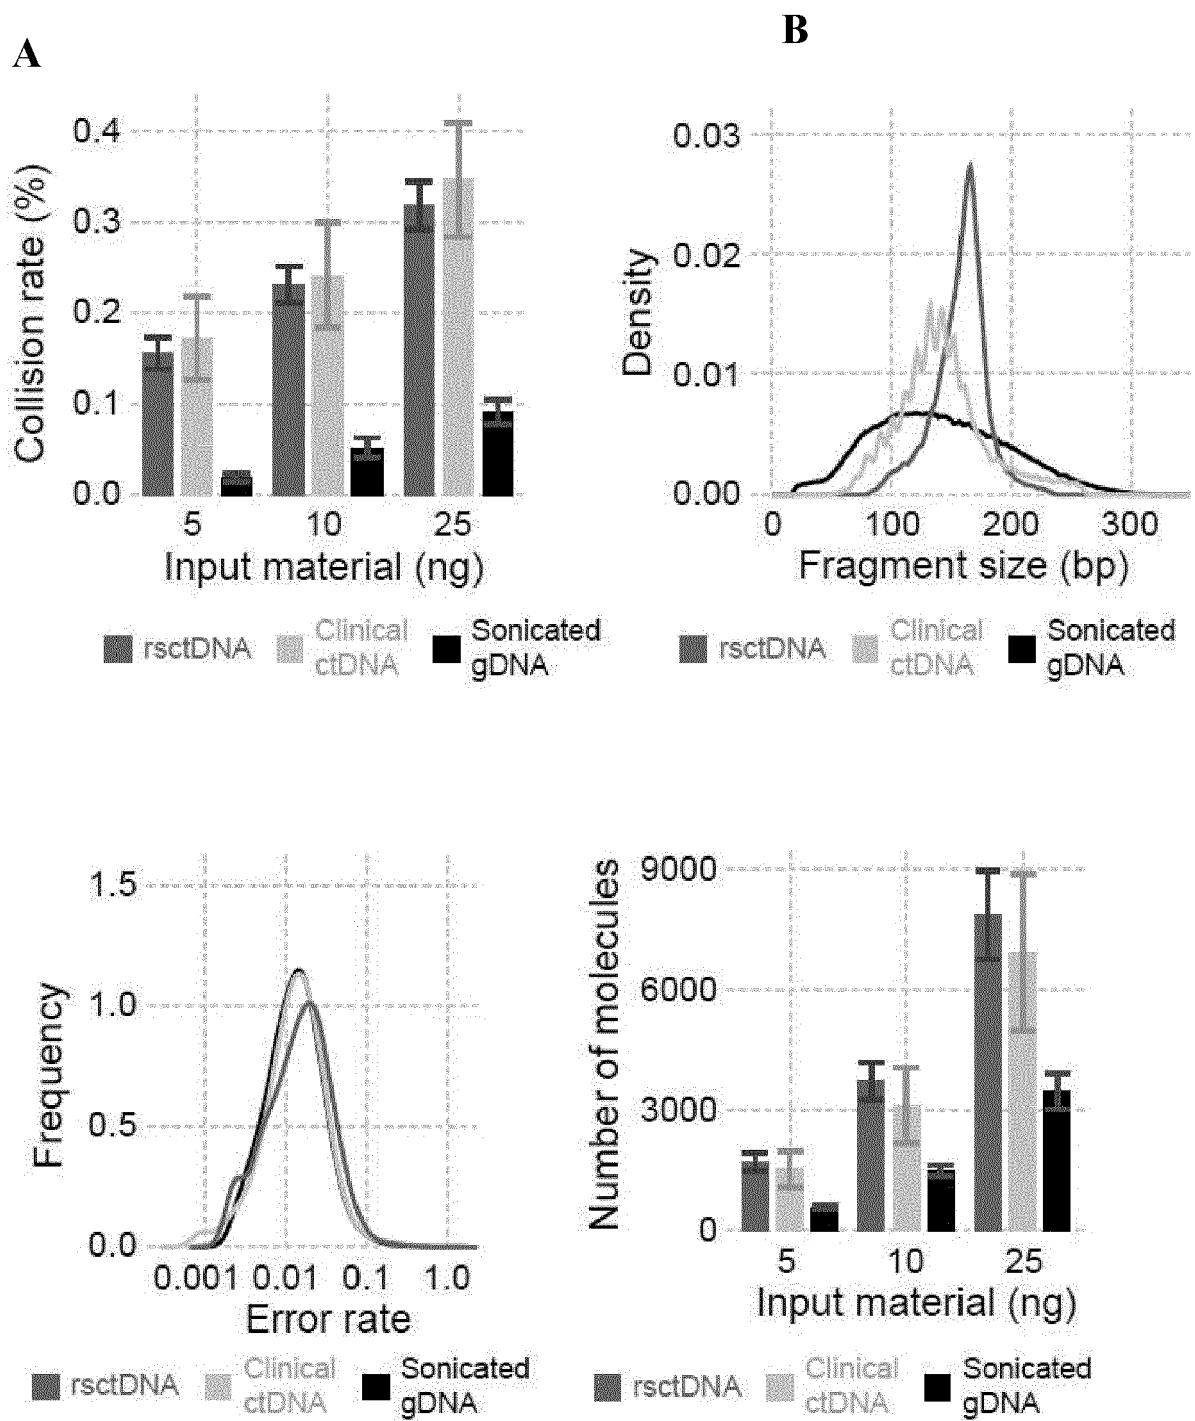 A
Collision rate (%)
0.4
0.3
0.2
0.1
0.0
5 10 25
Input material (ng)
rsctDNA
Clinical
ctDNA
Sonicated
gDNA
B
Density
0.03
0.02
0.01
0.00
0 100 200 300
Fragment size (bp)
rsctDNA
Clinical
ctDNA
Sonicated
gDNA
Frequency
1.5
1.0
0.5
0.0
0.001 0.01 0.1 1.0
Error rate
rsctDNA
Clinical
ctDNA
Sonicated
gDNA
Number of molecules
9000
6000
3000
0
5 10 25
Input material (ng)
rsctDNA
Clinical
ctDNA
Sonicated
gDNA